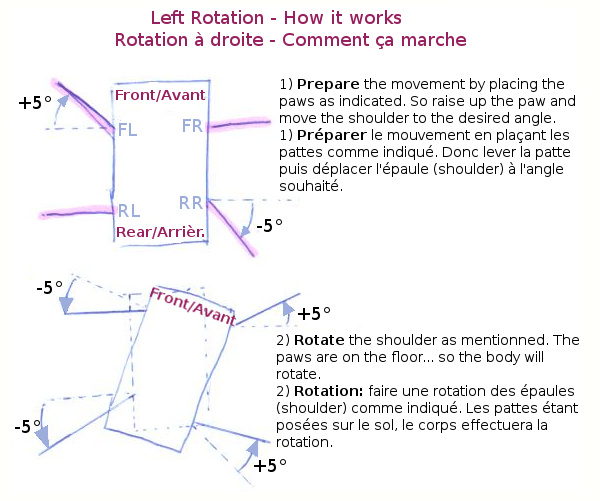 Left Rotation - How it works
Rotation à droite - Comment ça marche
+5°
Front/Avant
FL
FR
RL
RR
Rear/Arrièr.
-5°
1) Prepare the movement by placing the
paws as indicated. So raise up the paw and
move the shoulder to the desired angle.
1) Préparer le mouvement en plaçant les
pattes comme indiqué. Donc lever la patte
puis déplacer l'épaule (shoulder) à l'angle
souhaité.
-5°
Front/Avant
+5°
-5°
+5°
2) Rotate the shoulder as mentionned. The
paws are on the floor... so the body will
rotate.
2) Rotation: faire une rotation des épaules
(shoulder) comme indiqué. Les pattes étant
posées sur le sol, le corps effectuera la
rotation.